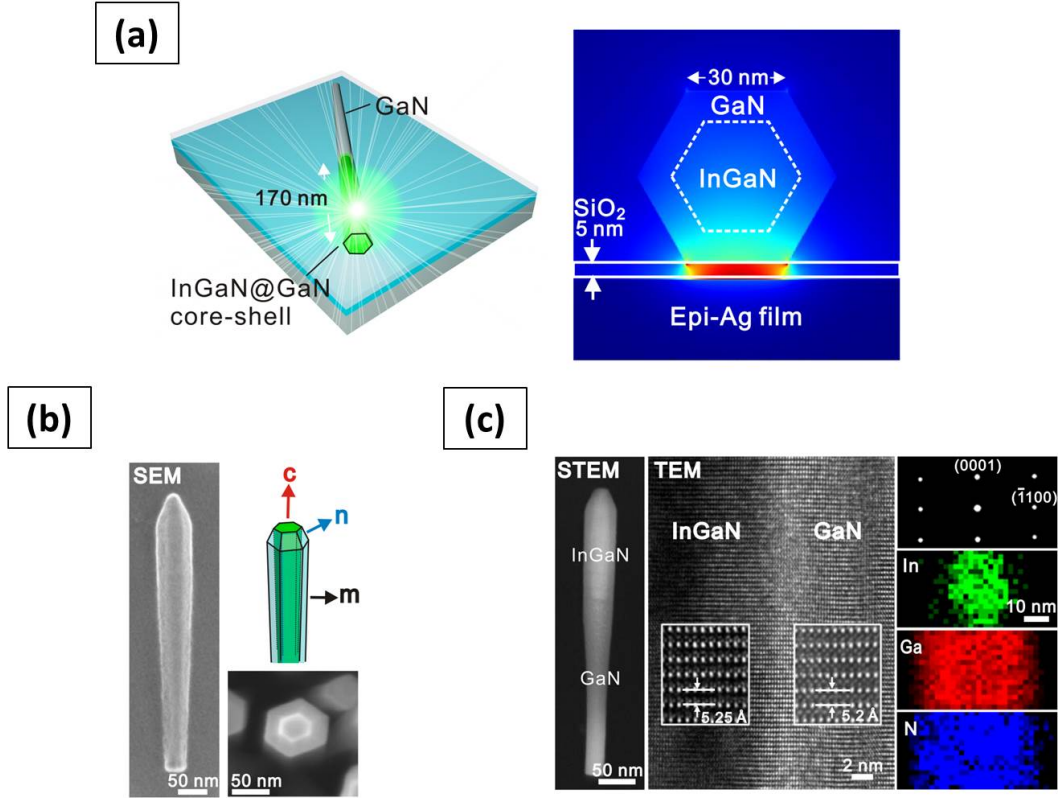 (a)
GaN
170 nm
InGaN@GaN
core-shell
30 nm
GaN
InGaN
SiO₂
5 nm
Epi-Ag film
(b)
SEM
50 nm
c
n
m
50 nm
(c)
STEM
InGaN
GaN
50 nm
TEM
InGaN
GaN
5.25 Å
5.2 Å
2 nm
(0001)
(1̄100)
In
10 nm
Ga
N